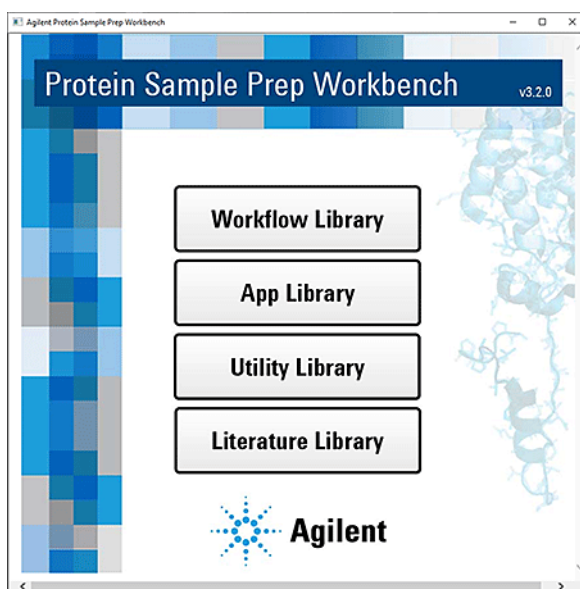 Agilent Protein Sample Prep Workbench
Protein Sample Prep Workbench v3.2.0
Workflow Library
App Library
Utility Library
Literature Library
Agilent